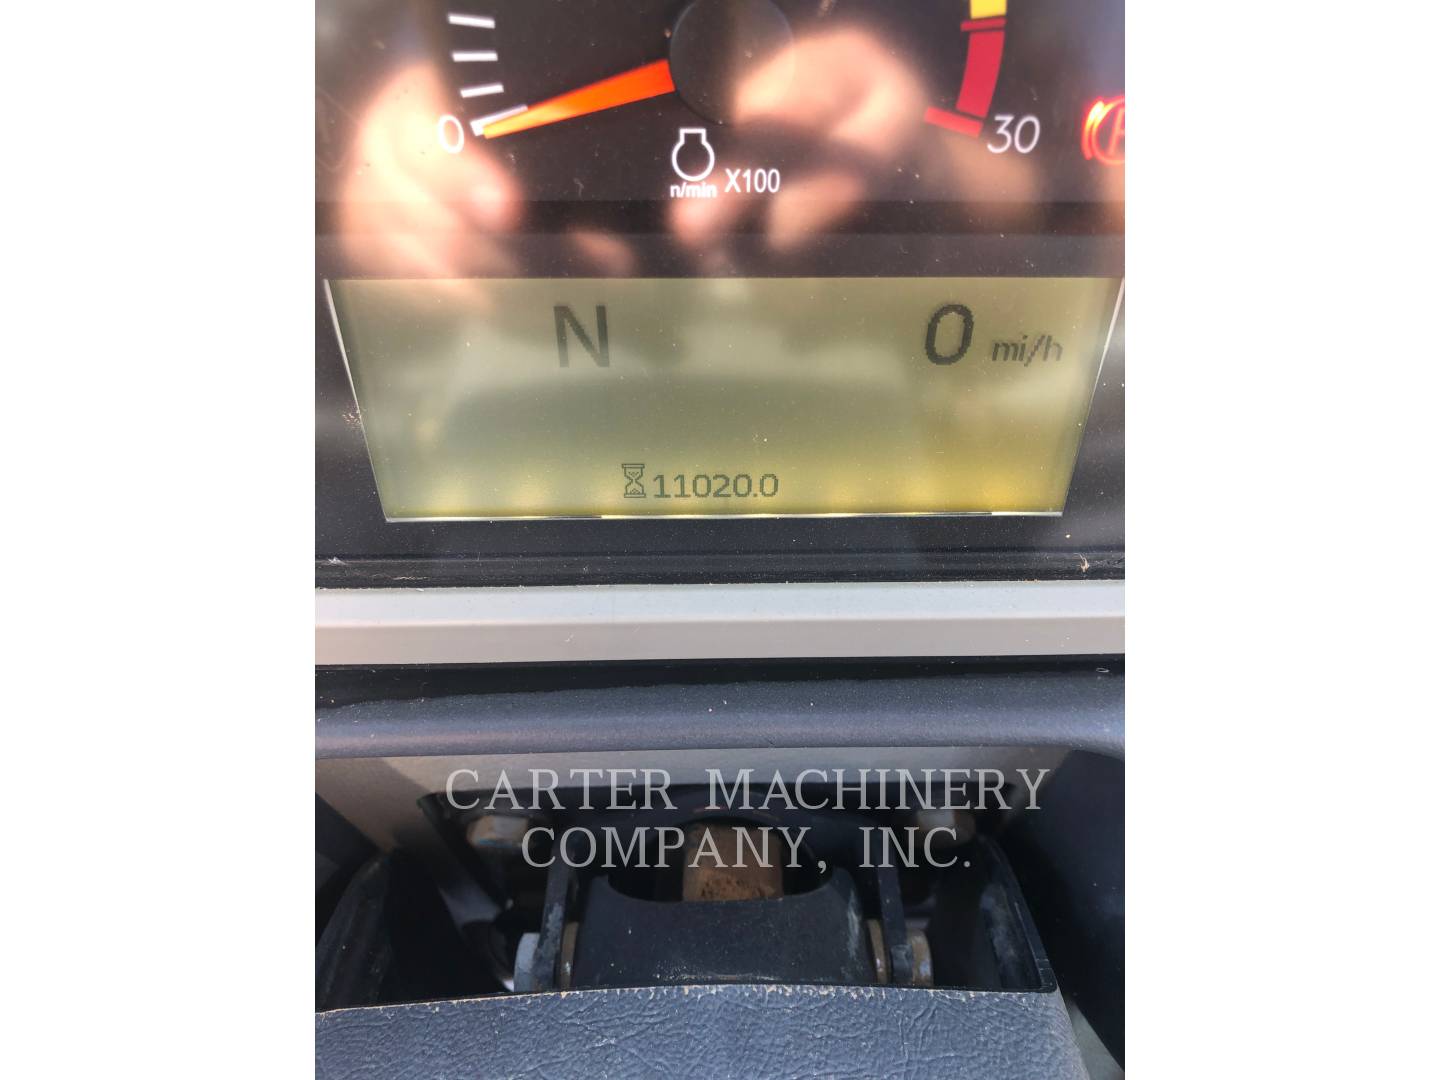 0
30
n/min X100
N 0 mi/h
11020.0
CARTER MACHINERY
COMPANY, INC.